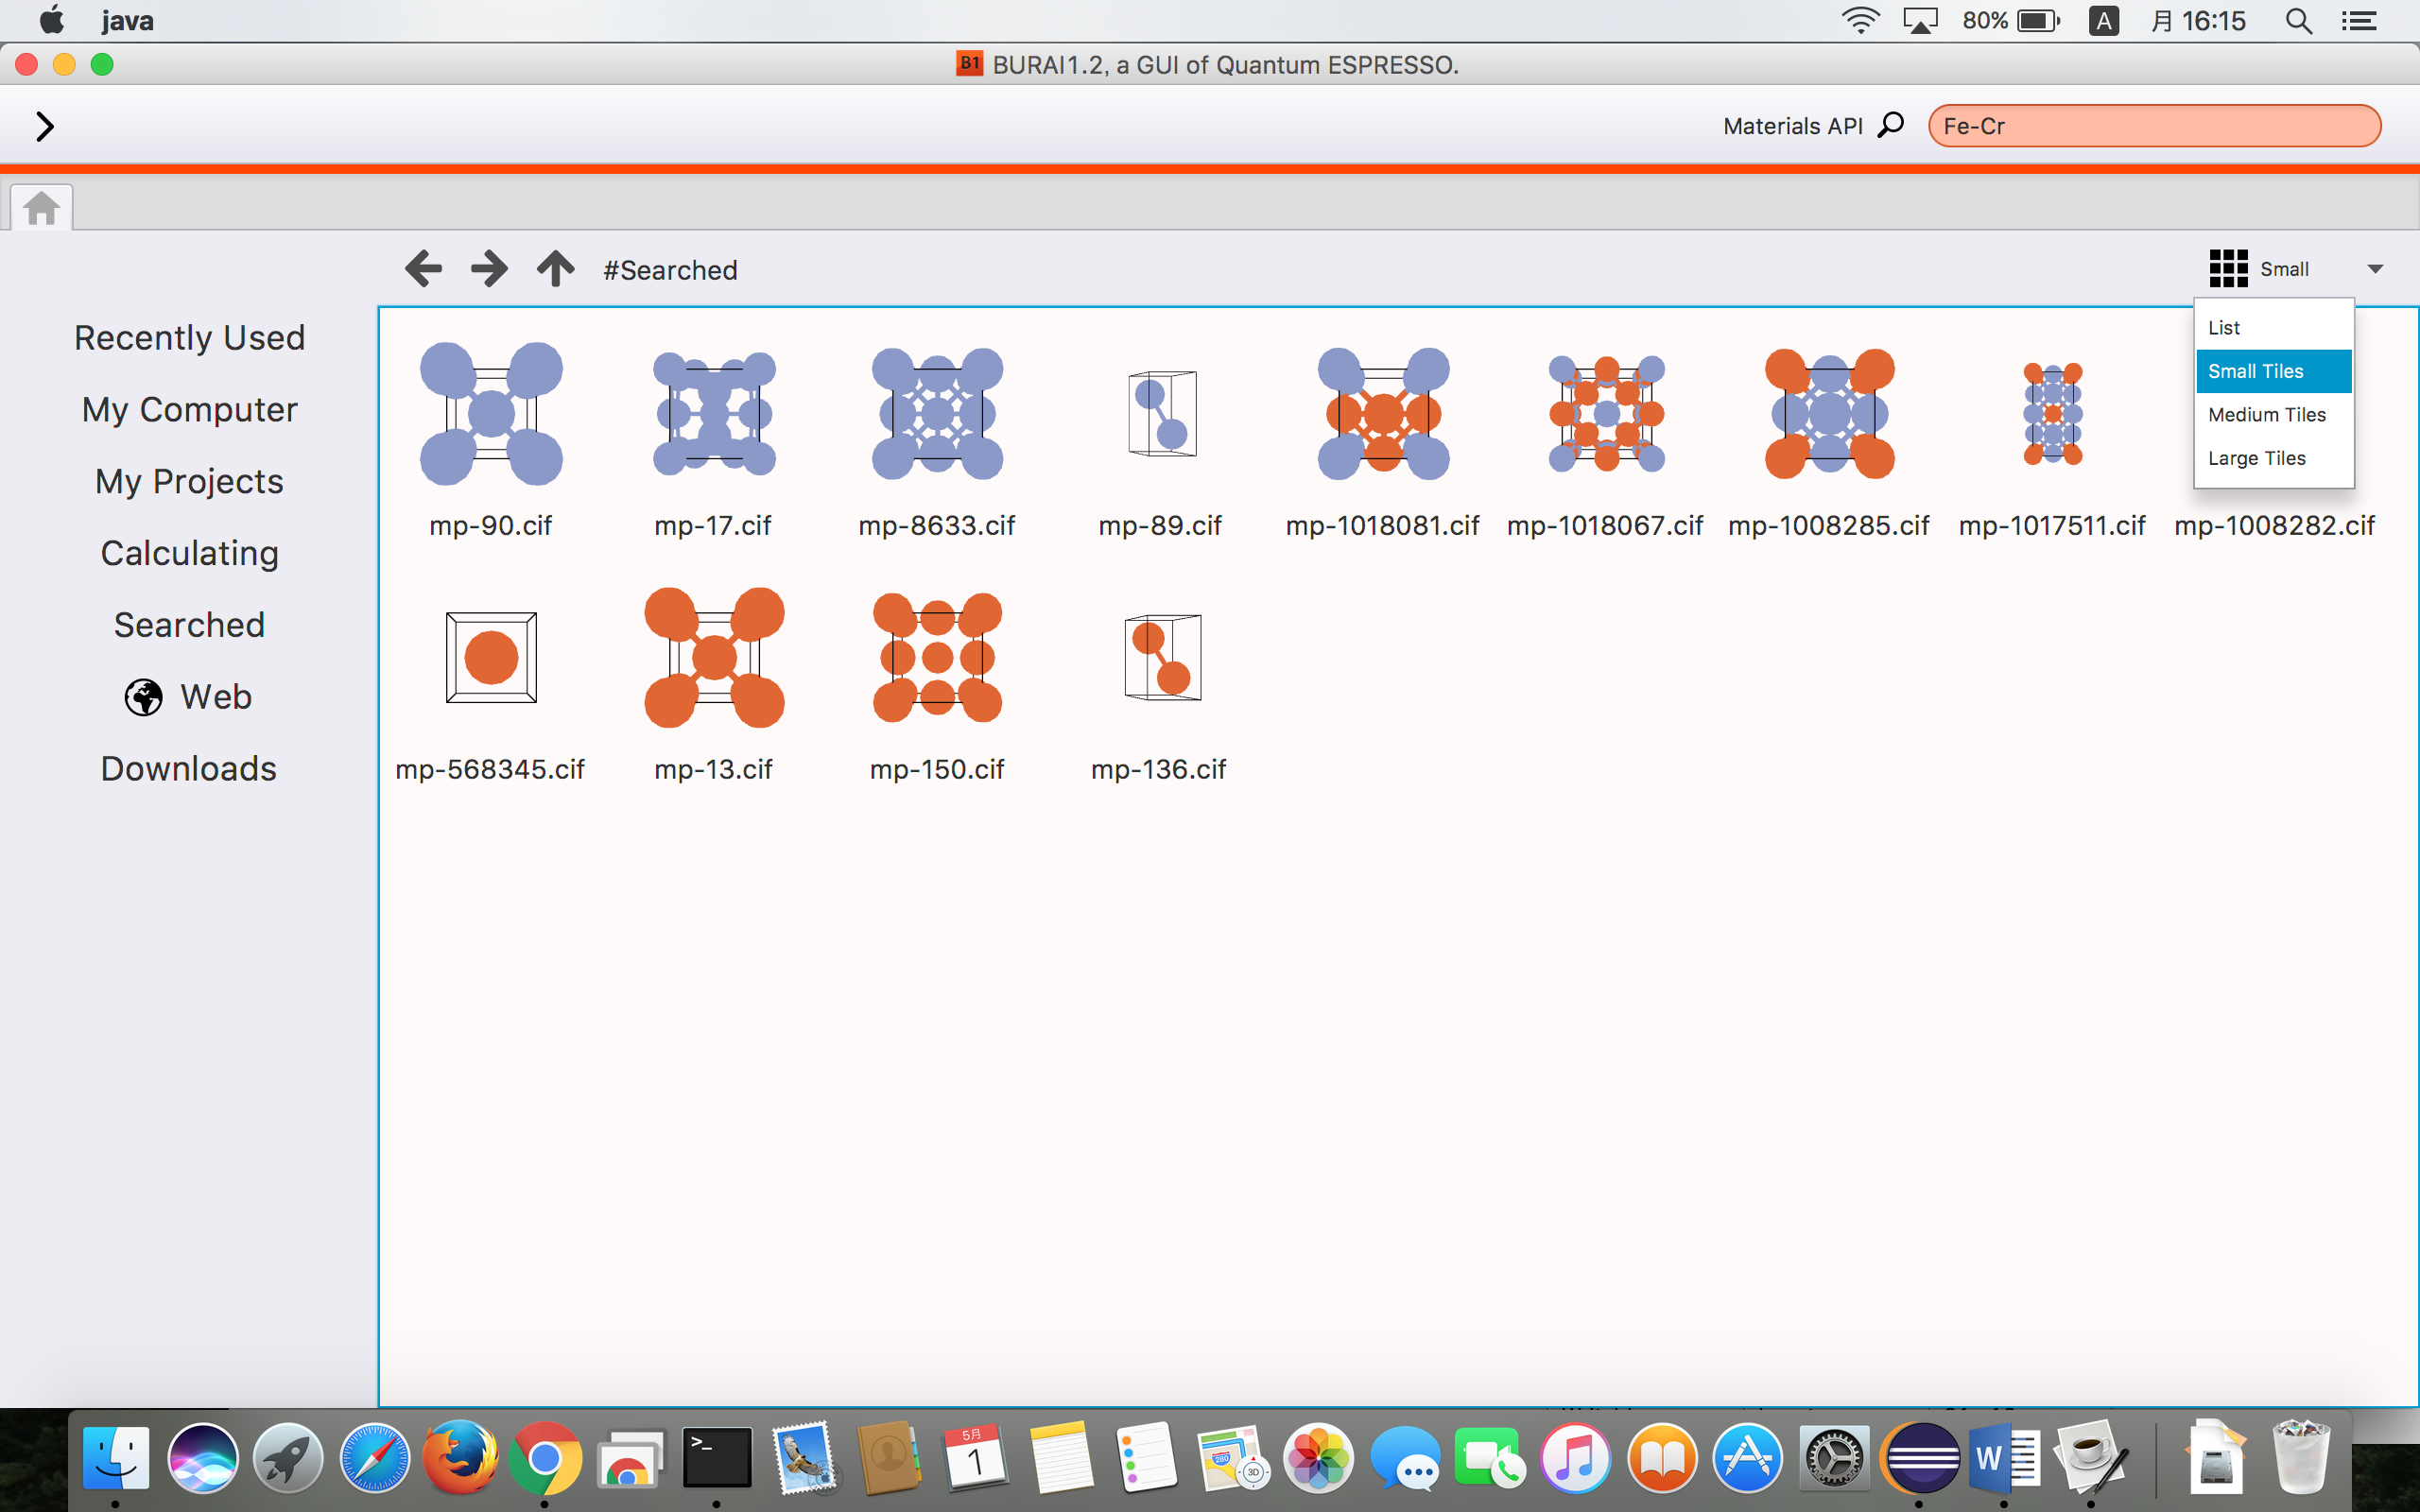 java
80%
A
月 16:15
B1 BURAI1.2, a GUI of Quantum ESPRESSO.
Materials API
Fe-Cr
#Searched
Small
List
Small Tiles
Medium Tiles
Large Tiles
Recently Used
My Computer
My Projects
Calculating
Searched
Web
Downloads
mp-90.cif
mp-17.cif
mp-8633.cif
mp-89.cif
mp-1018081.cif
mp-1018067.cif
mp-1008285.cif
mp-1017511.cif
mp-1008282.cif
mp-568345.cif
mp-13.cif
mp-150.cif
mp-136.cif
>_
5月
1
280
3D
W